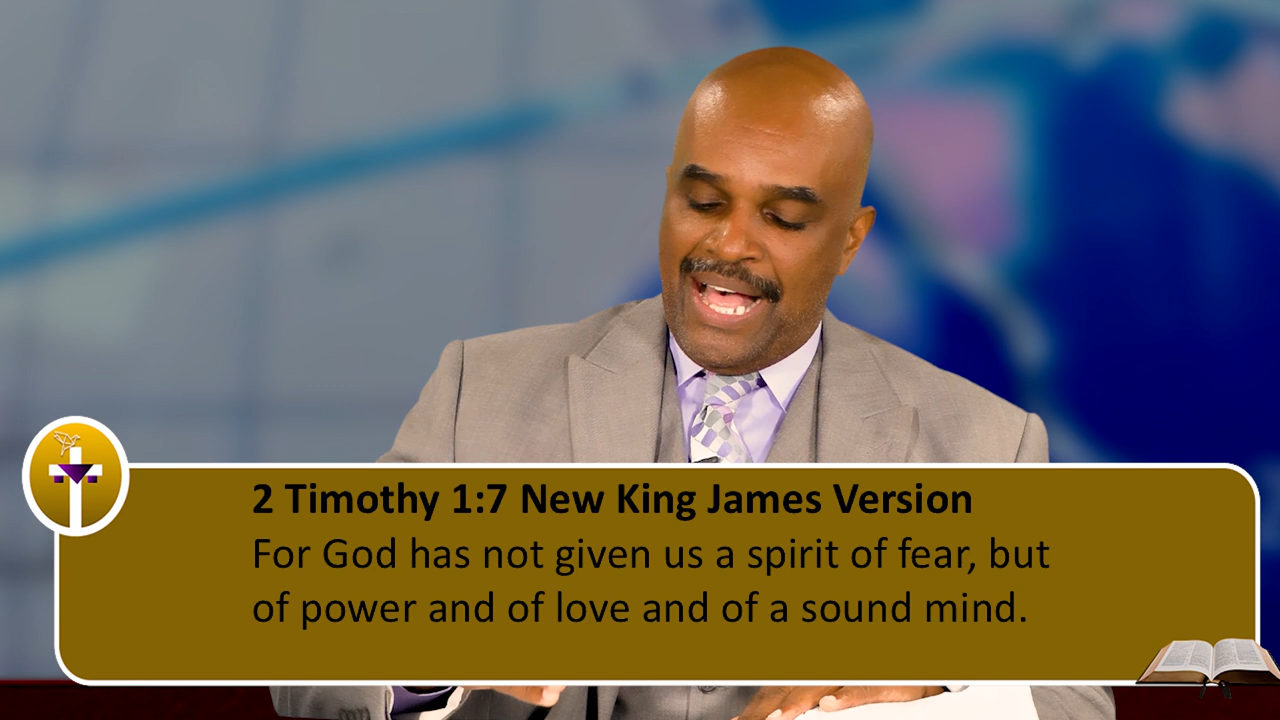 2 Timothy 1:7 New King James Version
For God has not given us a spirit of fear, but
of power and of love and of a sound mind.